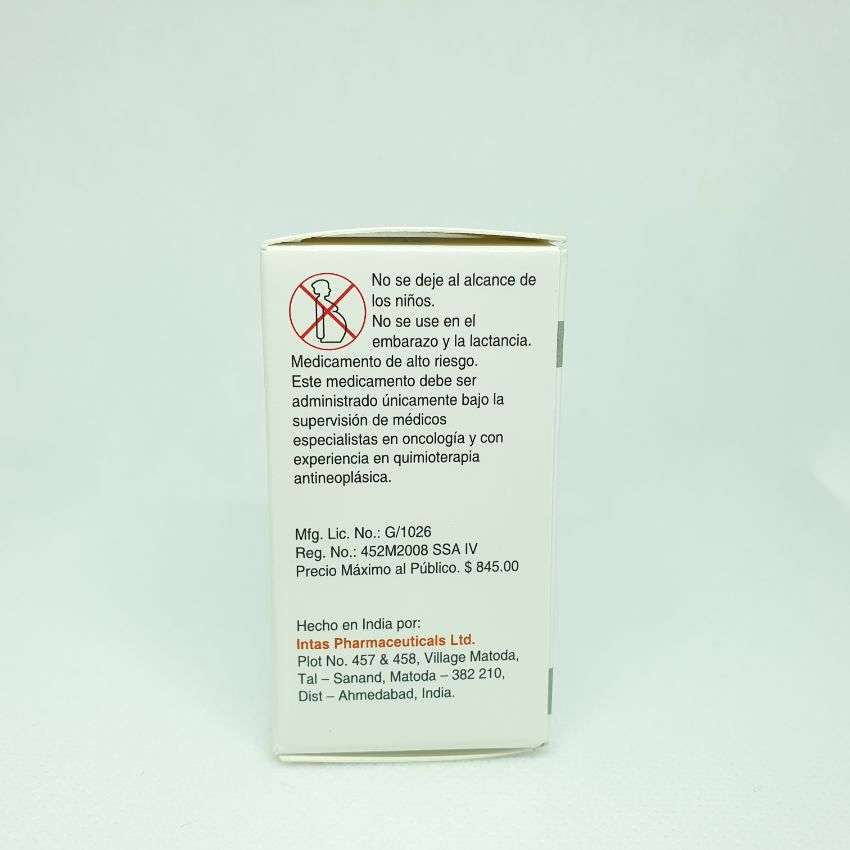 No se deje al alcance de
los niños.
No se use en el
embarazo y la lactancia.
Medicamento de alto riesgo.
Este medicamento debe ser
administrado únicamente bajo la
supervisión de médicos
especialistas en oncología y con
experiencia en quimioterapia
antineoplásica.
Mfg. Lic. No.: G/1026
Reg. No.: 452M2008 SSA IV
Precio Máximo al Público. $ 845.00
Hecho en India por:
Intas Pharmaceuticals Ltd.
Plot No. 457 & 458, Village Matoda,
Tal – Sanand, Matoda – 382 210,
Dist – Ahmedabad, India.